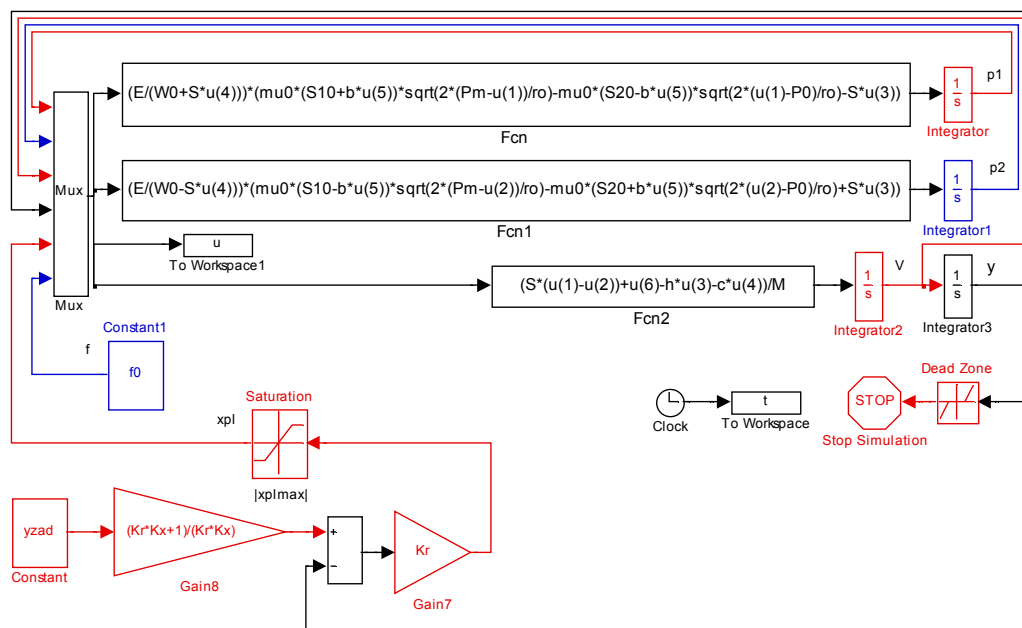 p1
(E/(W0+S*u(4)))*(mu0*(S10+b*u(5))*sqrt(2*(Pm-u(1))/ro)-mu0*(S20-b*u(5))*sqrt(2*(u(1)-P0)/ro)-S*u(3))
1
s
Fcn
Integrator
Mux
p2
(E/(W0-S*u(4)))*(mu0*(S10-b*u(5))*sqrt(2*(Pm-u(2))/ro)-mu0*(S20+b*u(5))*sqrt(2*(u(2)-P0)/ro)+S*u(3))
1
s
Fcn1
Integrator1
u
To Workspace1
V
y
(S*(u(1)-u(2))+u(6)-h*u(3)-c*u(4))/M
1
s
1
s
Mux
Fcn2
Integrator2
Integrator3
Constant1
f
f0
Dead Zone
Saturation
t
STOP
xpl
Clock
To Workspace
Stop Simulation
|xplmax|
yzad
(Kr*Kx+1)/(Kr*Kx)
+
−
Kr
Constant
Gain8
Gain7